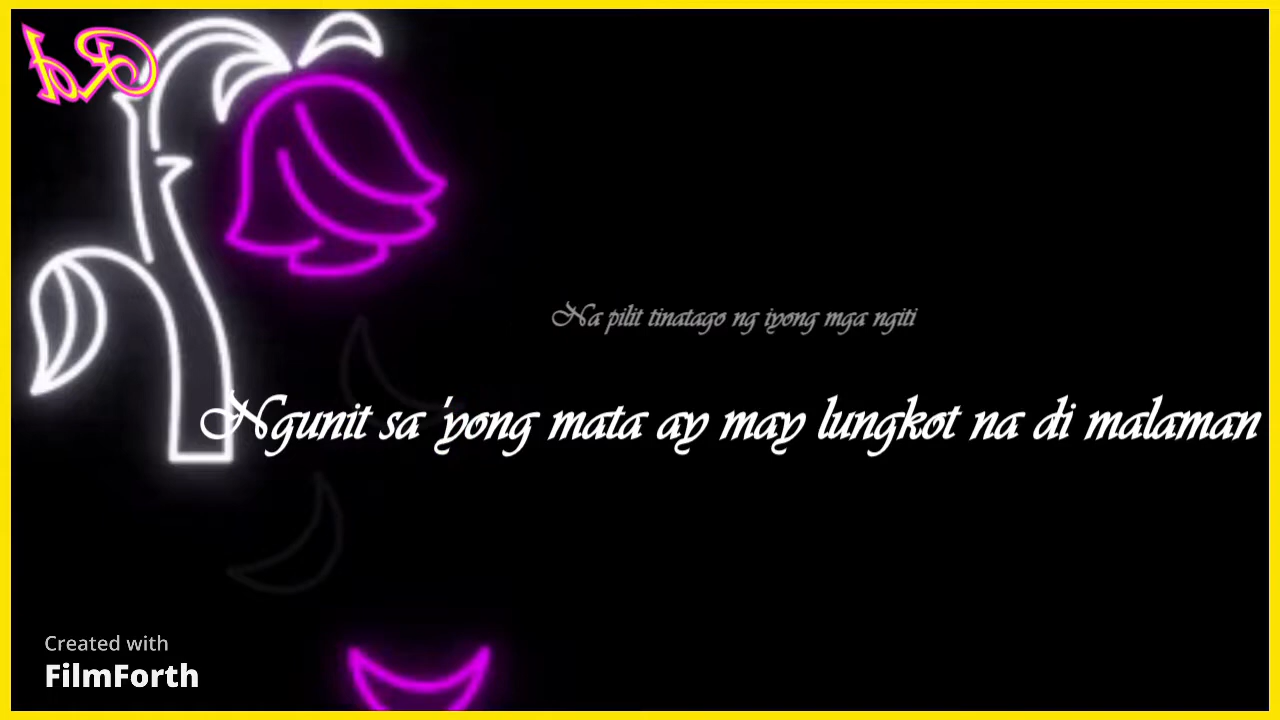 Na pilit tinatago ng iyong mga ngiti
Ngunit sa 'yong mata ay may lungkot na di malaman
Created with
FilmForth